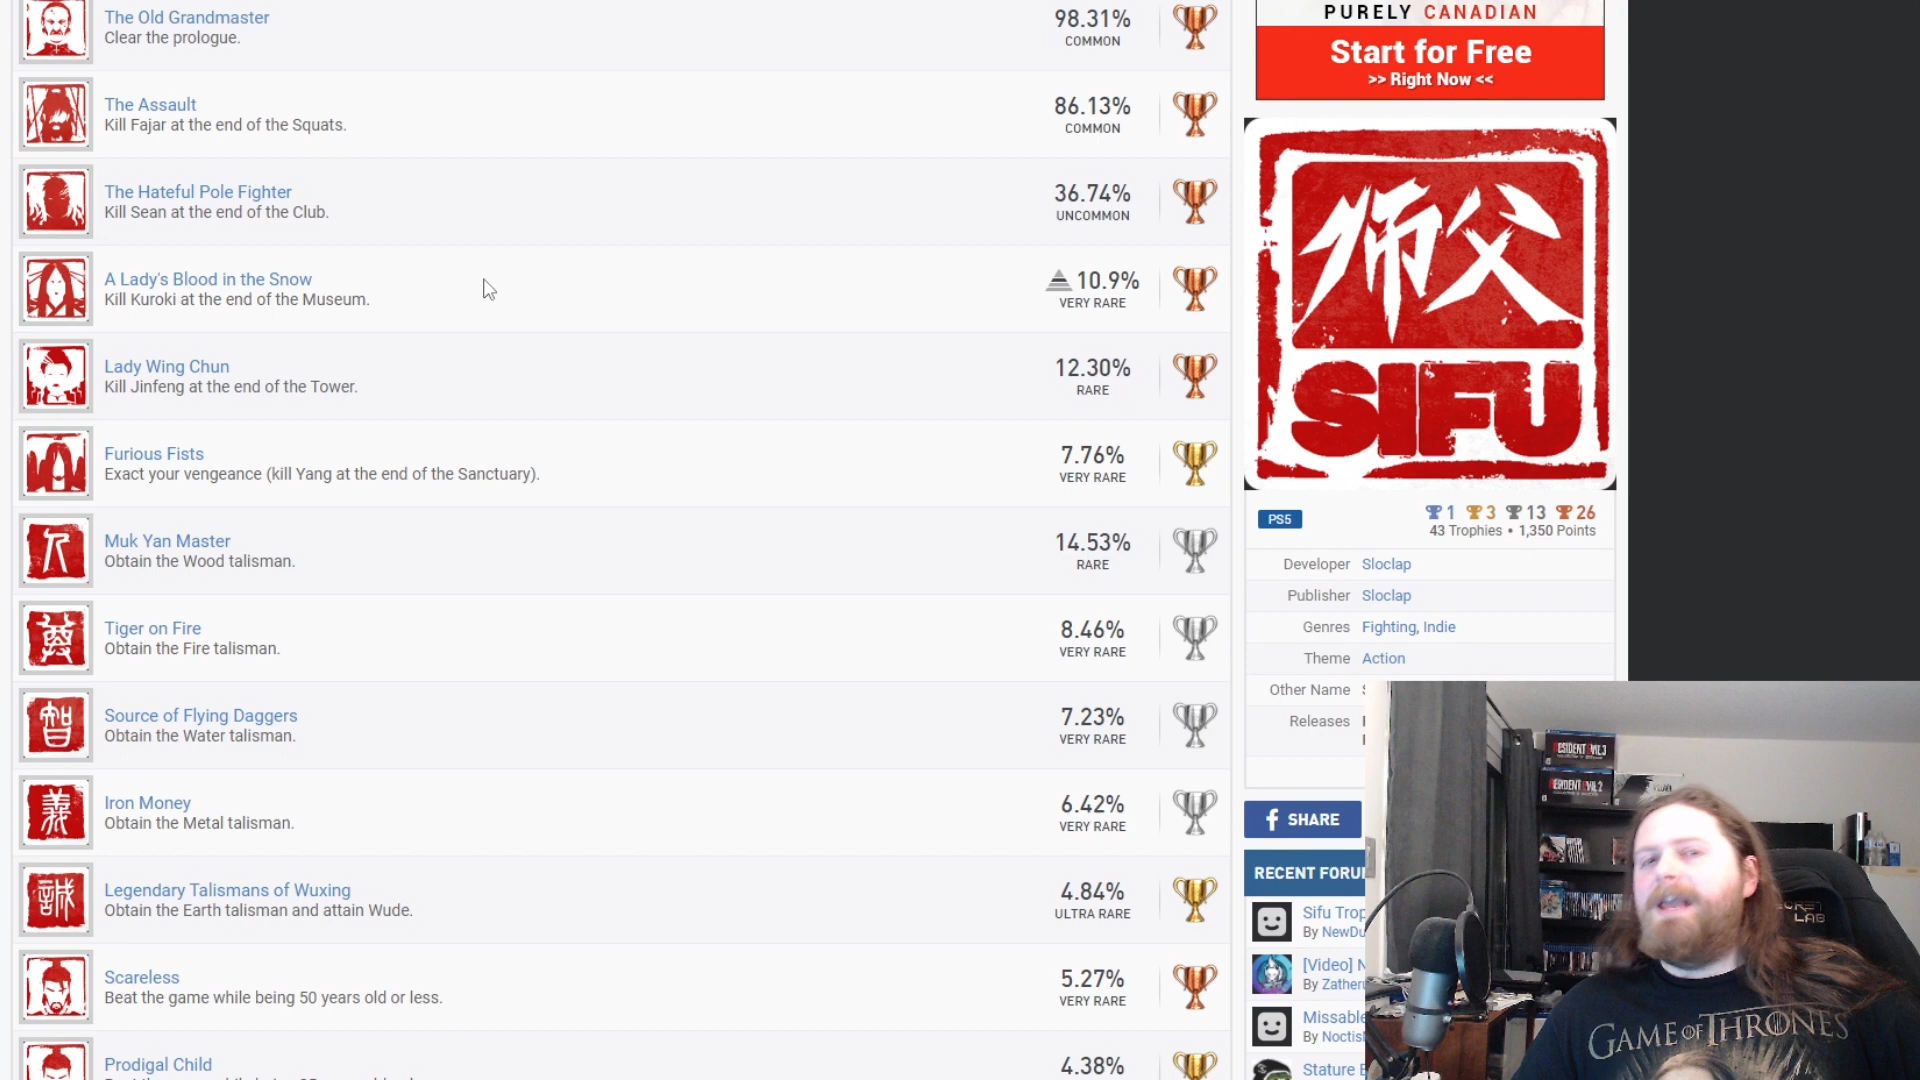 The Old Grandmaster
Clear the prologue.
98.31%
COMMON
The Assault
Kill Fajar at the end of the Squats.
86.13%
COMMON
The Hateful Pole Fighter
Kill Sean at the end of the Club.
36.74%
UNCOMMON
A Lady's Blood in the Snow
Kill Kuroki at the end of the Museum.
10.9%
VERY RARE
Lady Wing Chun
Kill Jinfeng at the end of the Tower.
12.30%
RARE
Furious Fists
Exact your vengeance (kill Yang at the end of the Sanctuary).
7.76%
VERY RARE
Muk Yan Master
Obtain the Wood talisman.
14.53%
RARE
Tiger on Fire
Obtain the Fire talisman.
8.46%
VERY RARE
Source of Flying Daggers
Obtain the Water talisman.
7.23%
VERY RARE
Iron Money
Obtain the Metal talisman.
6.42%
VERY RARE
Legendary Talismans of Wuxing
Obtain the Earth talisman and attain Wude.
4.84%
ULTRA RARE
Scareless
Beat the game while being 50 years old or less.
5.27%
VERY RARE
Prodigal Child
4.38%
PURELY CANADIAN
Start for Free
>> Right Now <<
师父
SIFU
PS5
1 3 13 26
43 Trophies • 1,350 Points
Developer Sloclap
Publisher Sloclap
Genres Fighting, Indie
Theme Action
Other Name
Releases
SHARE
RECENT FORU
Sifu Trop
By NewDu
[Video] N
By Zather
Missable
By Noctis
Stature
RESIDENT EVIL 3
RESIDENT EVIL 2
LAB
GAME OF THRONES